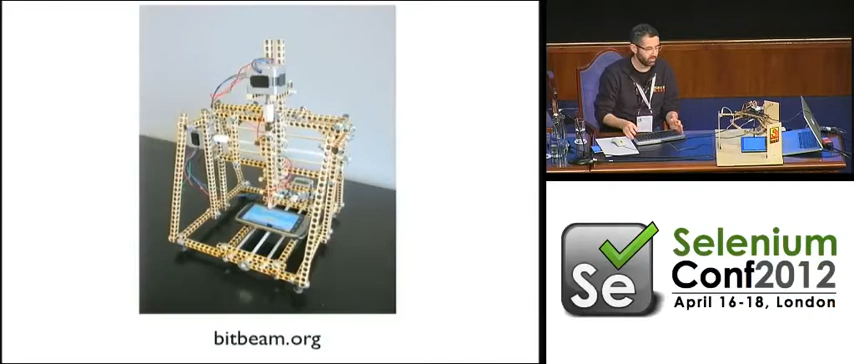 bitbeam.org
Se
Selenium
Conf2012
April 16-18, London